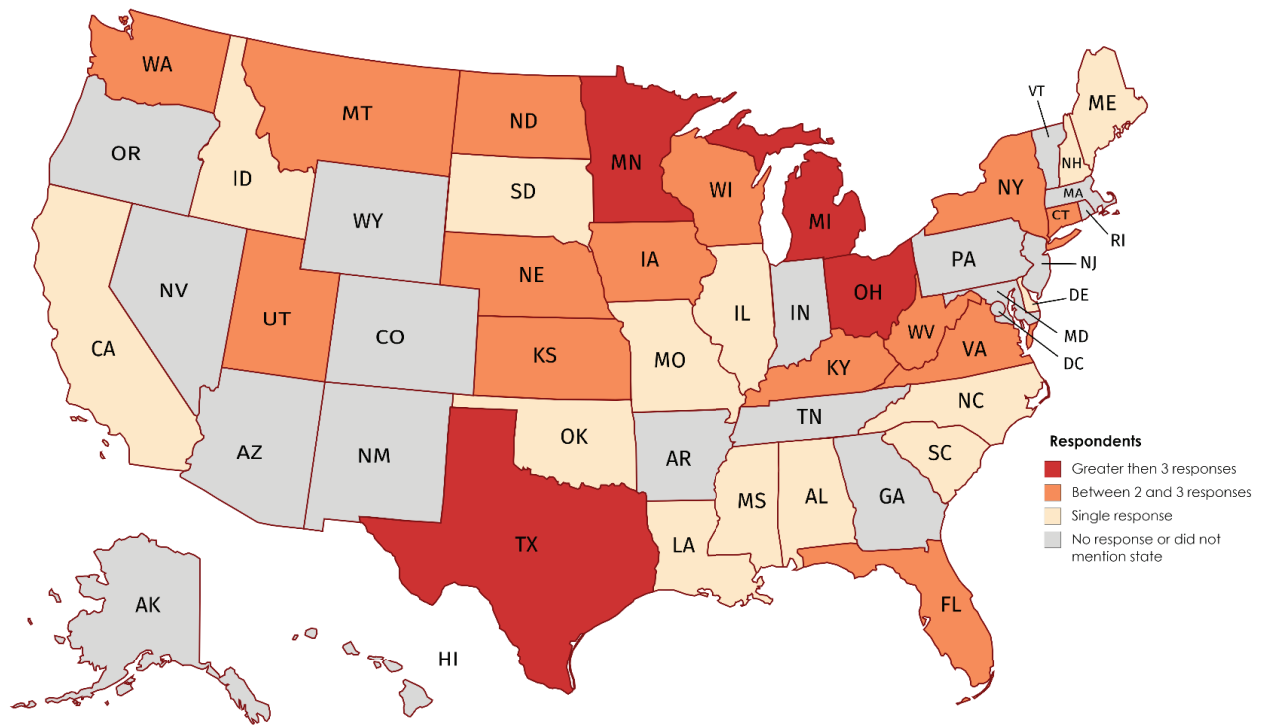 WA
MT
ND
MN
VT
ME
OR
ID
SD
WI
MI
NY
NH
MA
CT
RI
WY
NE
IA
PA
NJ
NV
UT
CO
KS
IL
IN
OH
WV
VA
DE
MD
DC
CA
MO
KY
AZ
NM
OK
AR
TN
NC
SC
TX
LA
MS
AL
GA
FL
AK
HI
Respondents
Greater then 3 responses
Between 2 and 3 responses
Single response
No response or did not
mention state